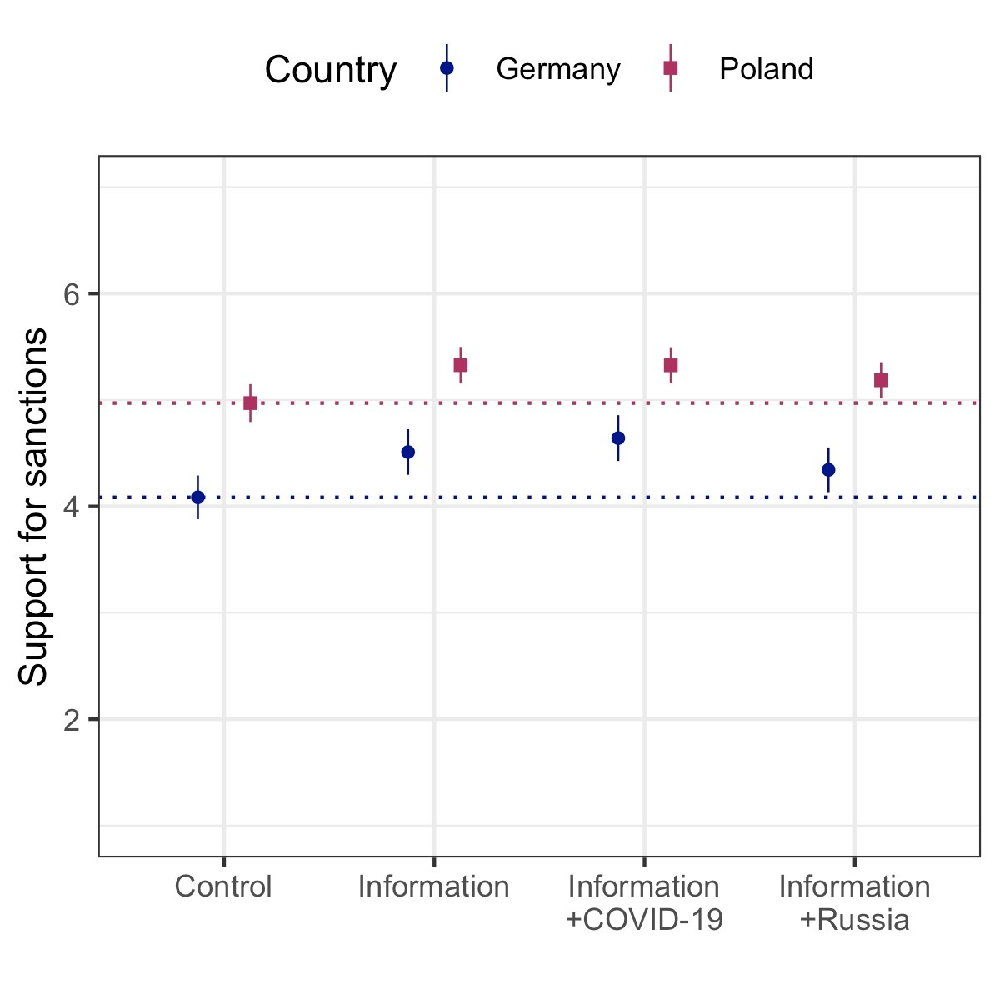 Country Germany Poland
Support for sanctions
6
4
2
Control Information Information Information
+COVID-19 +Russia